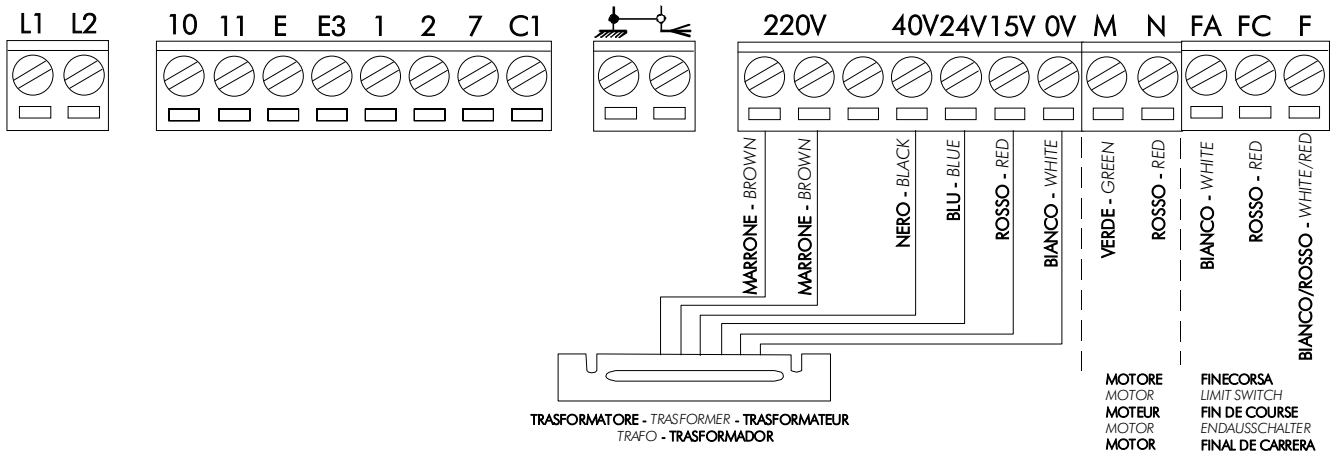 L1 L2 10 11 E E3 1 2 7 C1 220V 40V 24V 15V 0V M N FA FC F
MARRONE - BROWN
MARRONE - BROWN
NERO - BLACK
BLU - BLUE
ROSSO - RED
BIANCO - WHITE
VERDE - GREEN
ROSSO - RED
BIANCO - WHITE
ROSSO - RED
BIANCO/ROSSO - WHITE/RED
TRASFORMATORE - TRASFORMER - TRASFORMATEUR
TRAFO - TRASFORMADOR
MOTORE
MOTOR
MOTEUR
MOTOR
MOTOR
FINECORSA
LIMIT SWITCH
FIN DE COURSE
ENDAUSSCHALTER
FINAL DE CARRERA